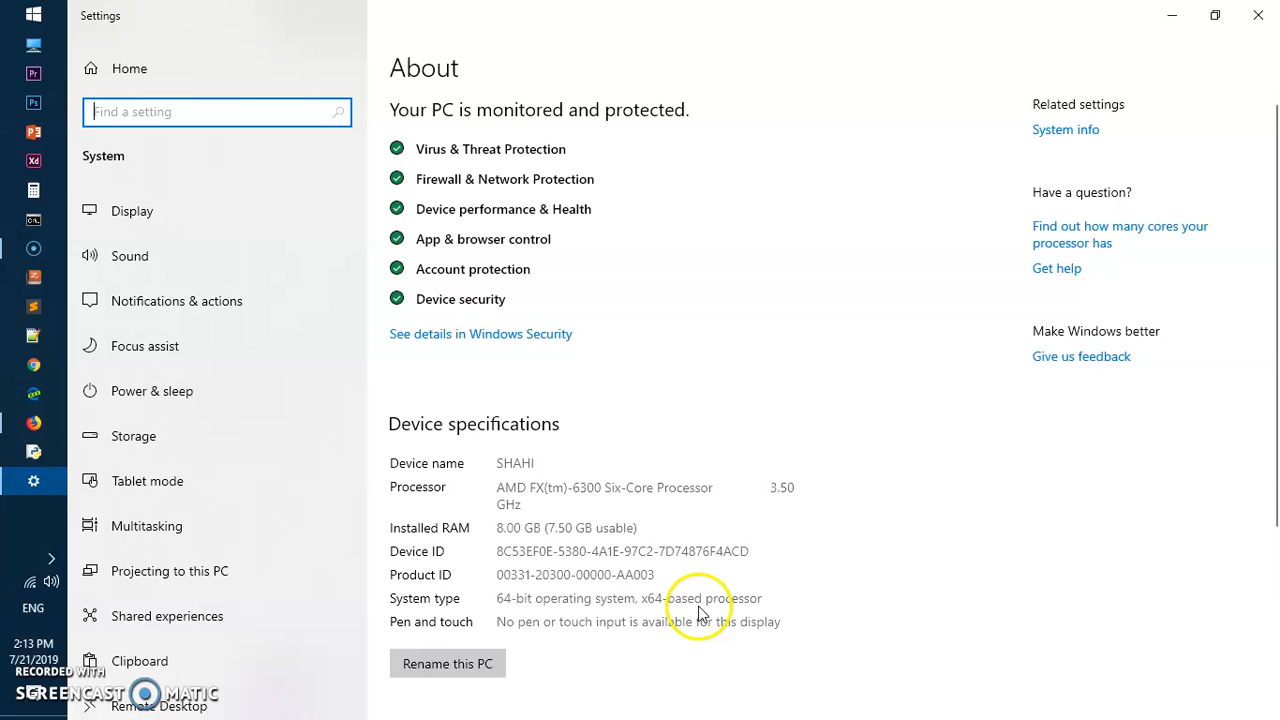 Settings
Home
Find a setting
System
Display
Sound
Notifications & actions
Focus assist
Power & sleep
Storage
Tablet mode
Multitasking
Projecting to this PC
Shared experiences
Clipboard
Remote Desktop
Pr
Ps
P
Xd
C:\
ENG
2:13 PM
7/21/2019
RECORDED WITH
SCREENCAST MATIC
About
Your PC is monitored and protected.
Virus & Threat Protection
Firewall & Network Protection
Device performance & Health
App & browser control
Account protection
Device security
See details in Windows Security
Device specifications
Device name SHAHI
Processor AMD FX(tm)-6300 Six-Core Processor 3.50
GHz
Installed RAM 8.00 GB (7.50 GB usable)
Device ID 8C53EF0E-5380-4A1E-97C2-7D74876F4ACD
Product ID 00331-20300-00000-AA003
System type 64-bit operating system, x64-based processor
Pen and touch No pen or touch input is available for this display
Rename this PC
Related settings
System info
Have a question?
Find out how many cores your
processor has
Get help
Make Windows better
Give us feedback